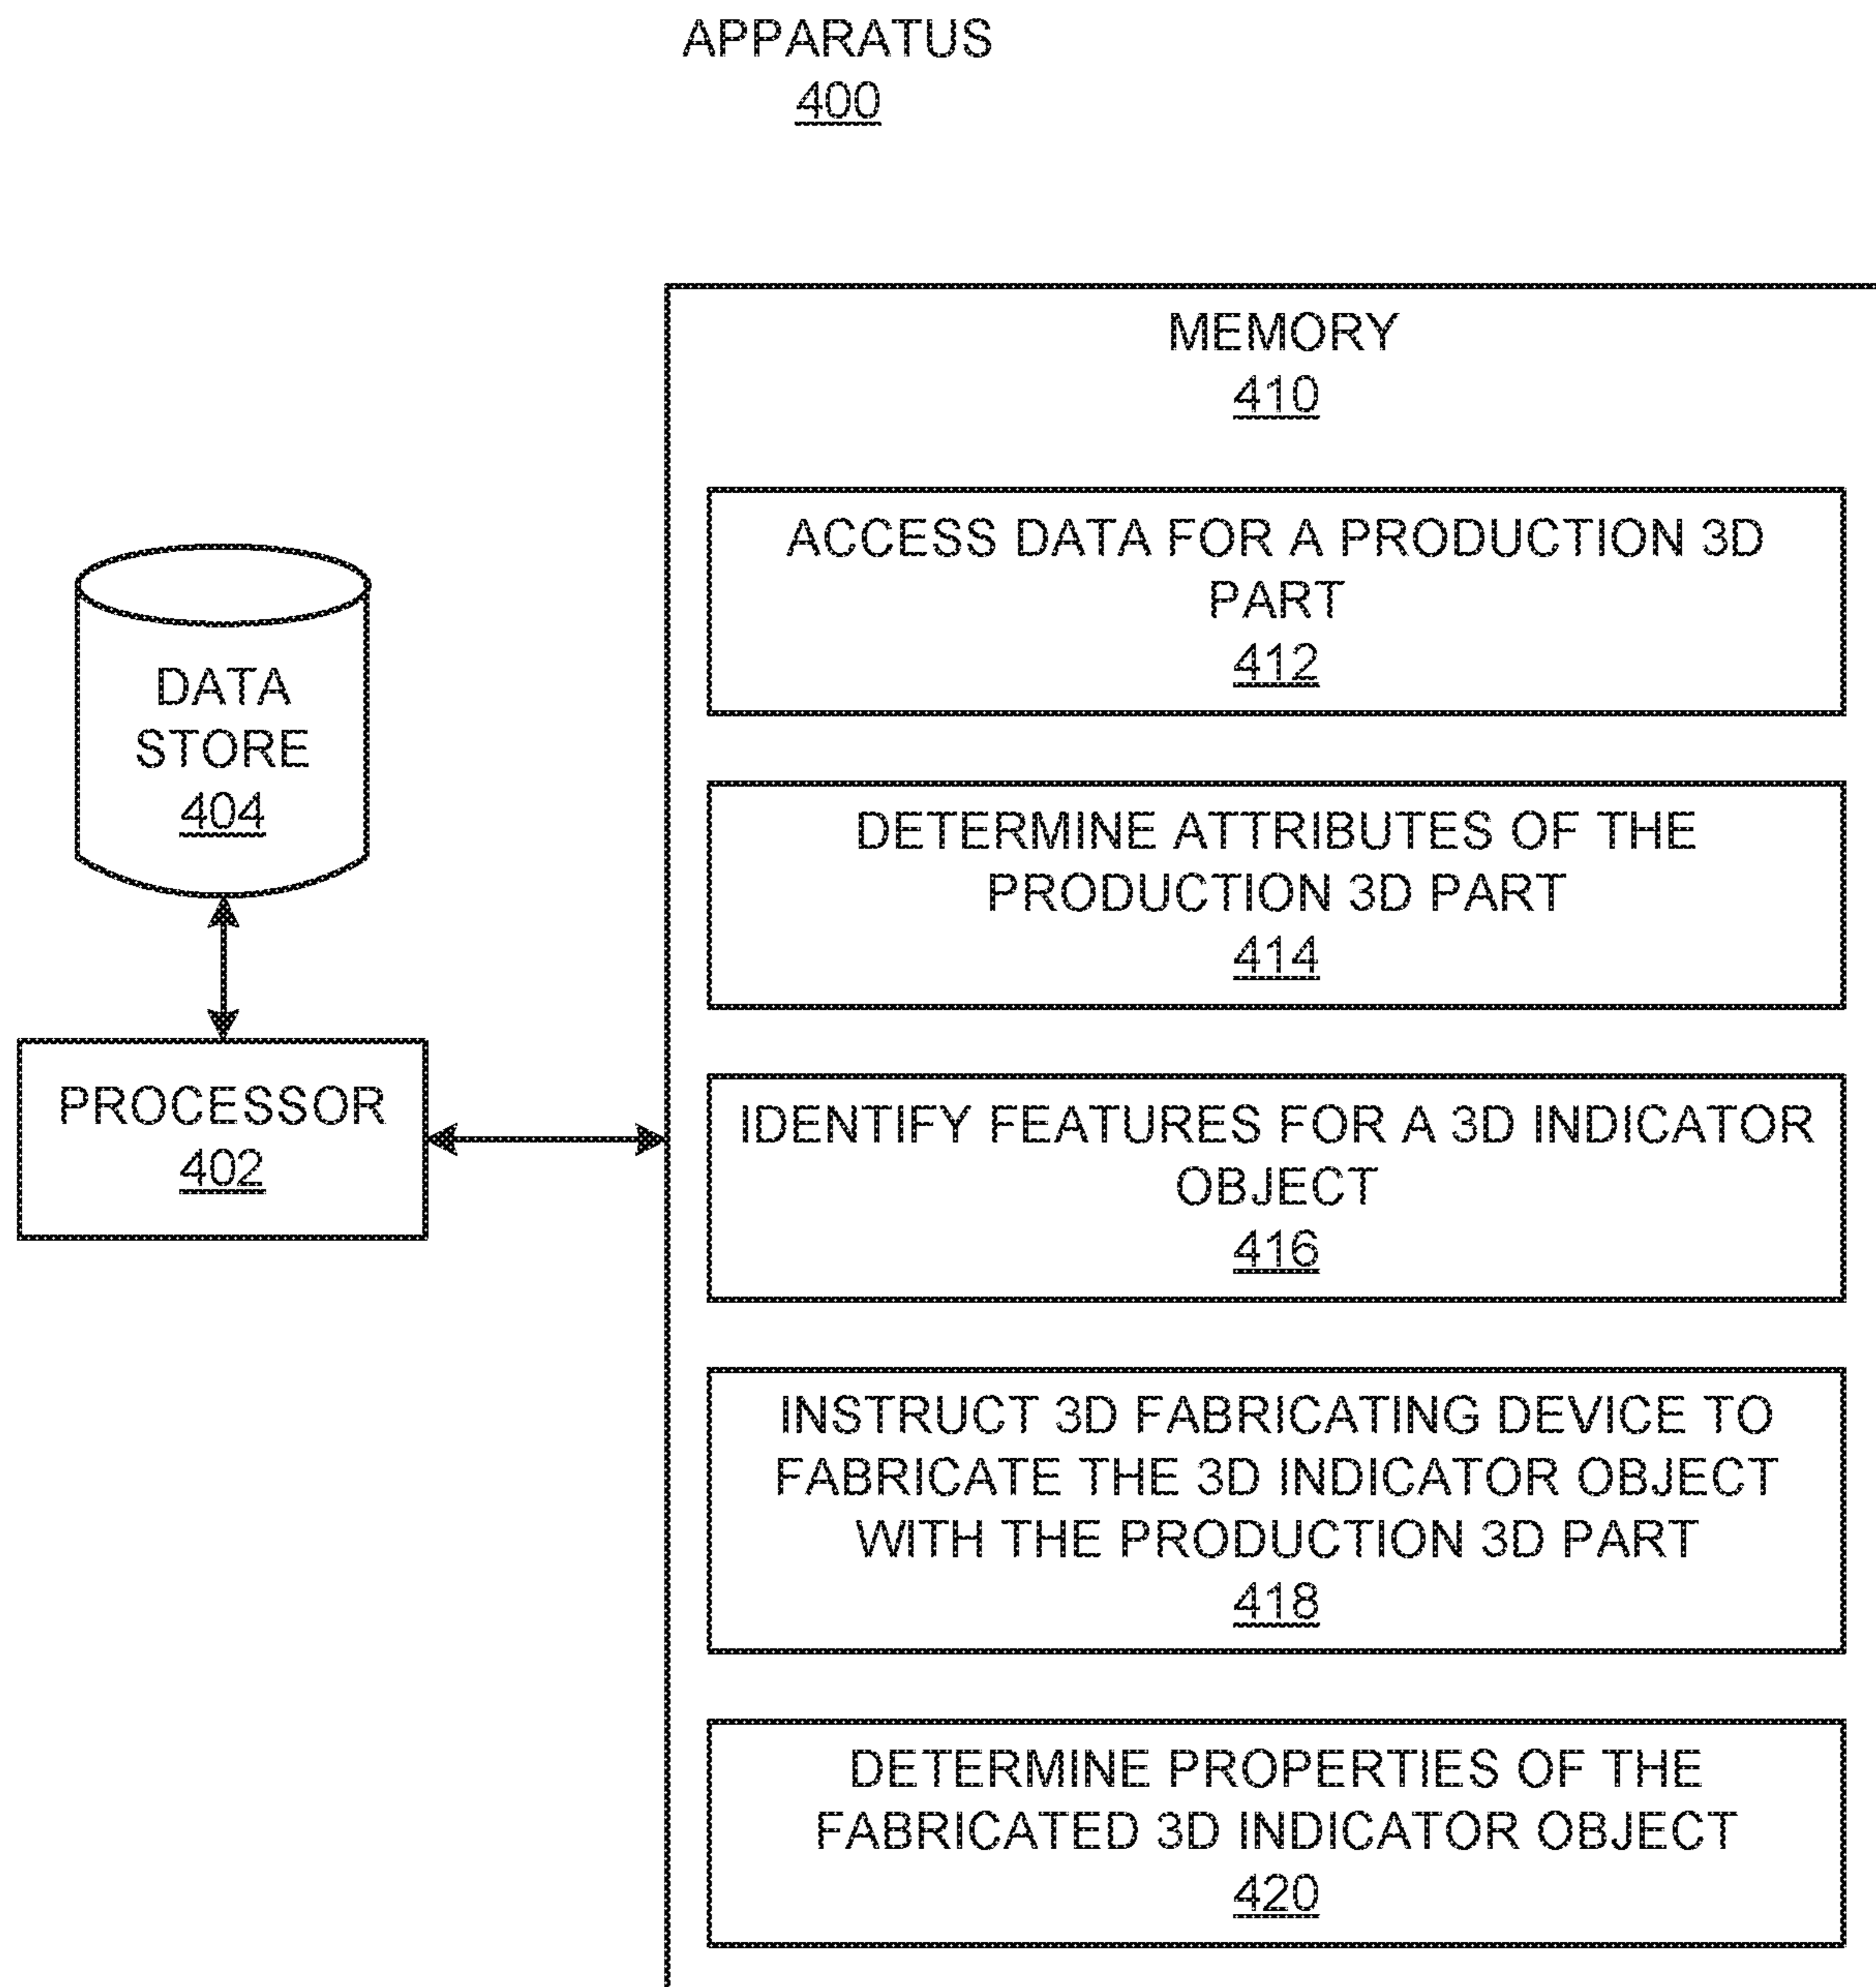 APPARATUS
400
MEMORY
410
ACCESS DATA FOR A PRODUCTION 3D
PART
412
DATA
STORE
404
DETERMINE ATTRIBUTES OF THE
PRODUCTION 3D PART
414
PROCESSOR
402
IDENTIFY FEATURES FOR A 3D INDICATOR
OBJECT
416
INSTRUCT 3D FABRICATING DEVICE TO
FABRICATE THE 3D INDICATOR OBJECT
WITH THE PRODUCTION 3D PART
418
DETERMINE PROPERTIES OF THE
FABRICATED 3D INDICATOR OBJECT
420